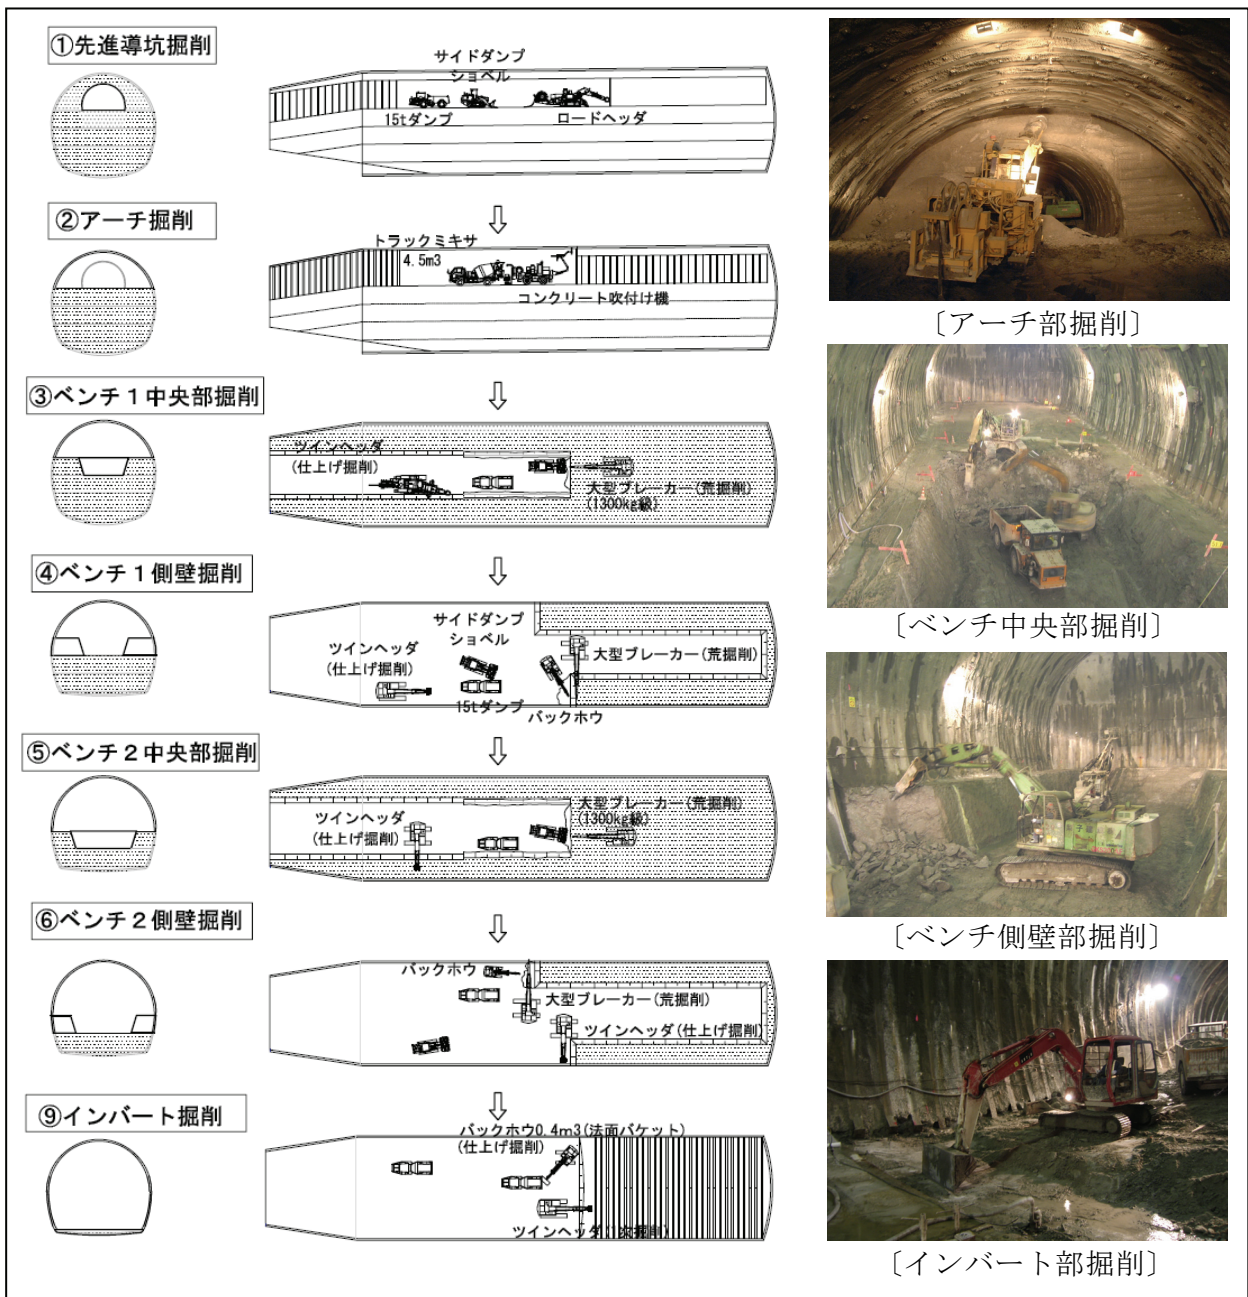 ①先進導坑掘削
サイドダンプ
ショベル
15tダンプ
ロードヘッダ
②アーチ掘削
トラックミキサ
4.5m3
コンクリート吹付け機
〔アーチ部掘削〕
③ベンチ１中央部掘削
ツインヘッダ
(仕上げ掘削)
大型ブレーカー(荒掘削)
(1300kg級)
〔ベンチ中央部掘削〕
④ベンチ１側壁掘削
サイドダンプ
ショベル
ツインヘッダ
(仕上げ掘削)
大型ブレーカー(荒掘削)
15tダンプ
バックホウ
⑤ベンチ２中央部掘削
大型ブレーカー(荒掘削)
(1300kg級)
ツインヘッダ
(仕上げ掘削)
〔ベンチ側壁部掘削〕
⑥ベンチ２側壁掘削
バックホウ
大型ブレーカー(荒掘削)
ツインヘッダ(仕上げ掘削)
⑨インバート掘削
バックホウ0.4m3(法面バケット)
(仕上げ掘削)
ツインヘッダ(1次掘削)
〔インバート部掘削〕